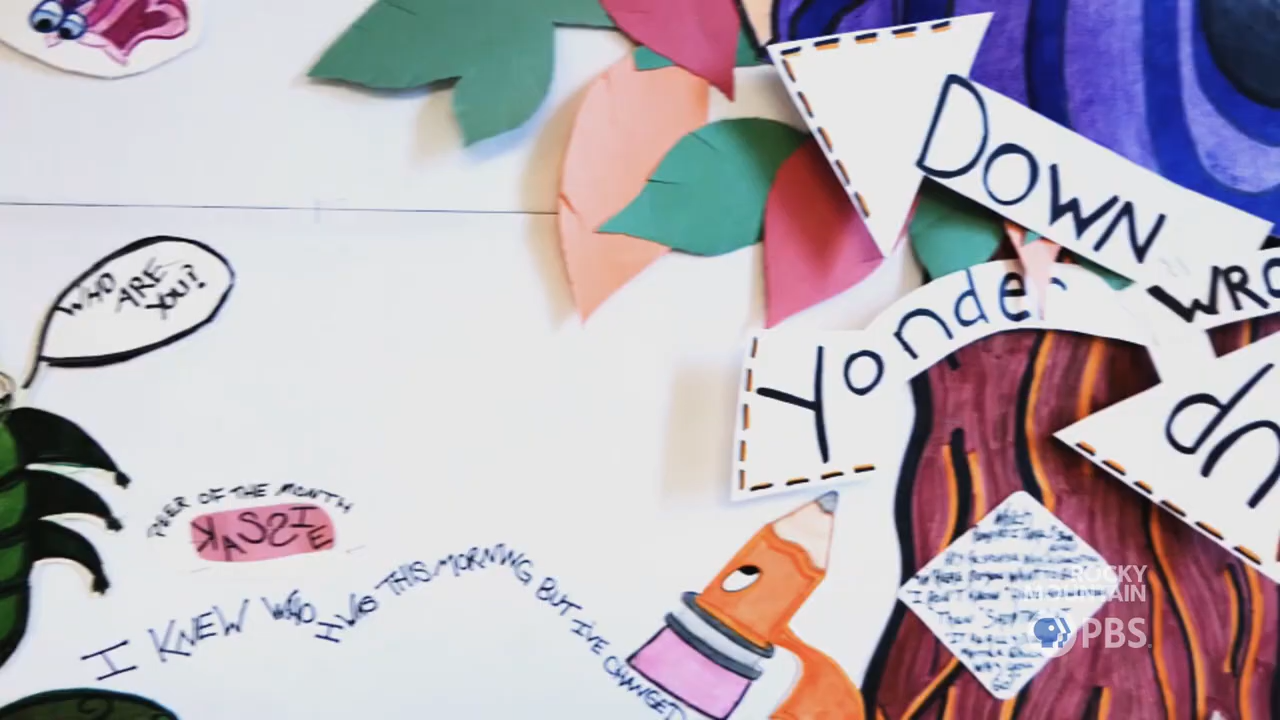 DOWN
WRO
Yonder
UP
WHO
ARE
YOU?
PEER OF THE MONTH
KASSIE
I KNEW WHO I WAS THIS MORNING BUT I'VE CHANGED
ROCKY
MOUNTAIN
PBS